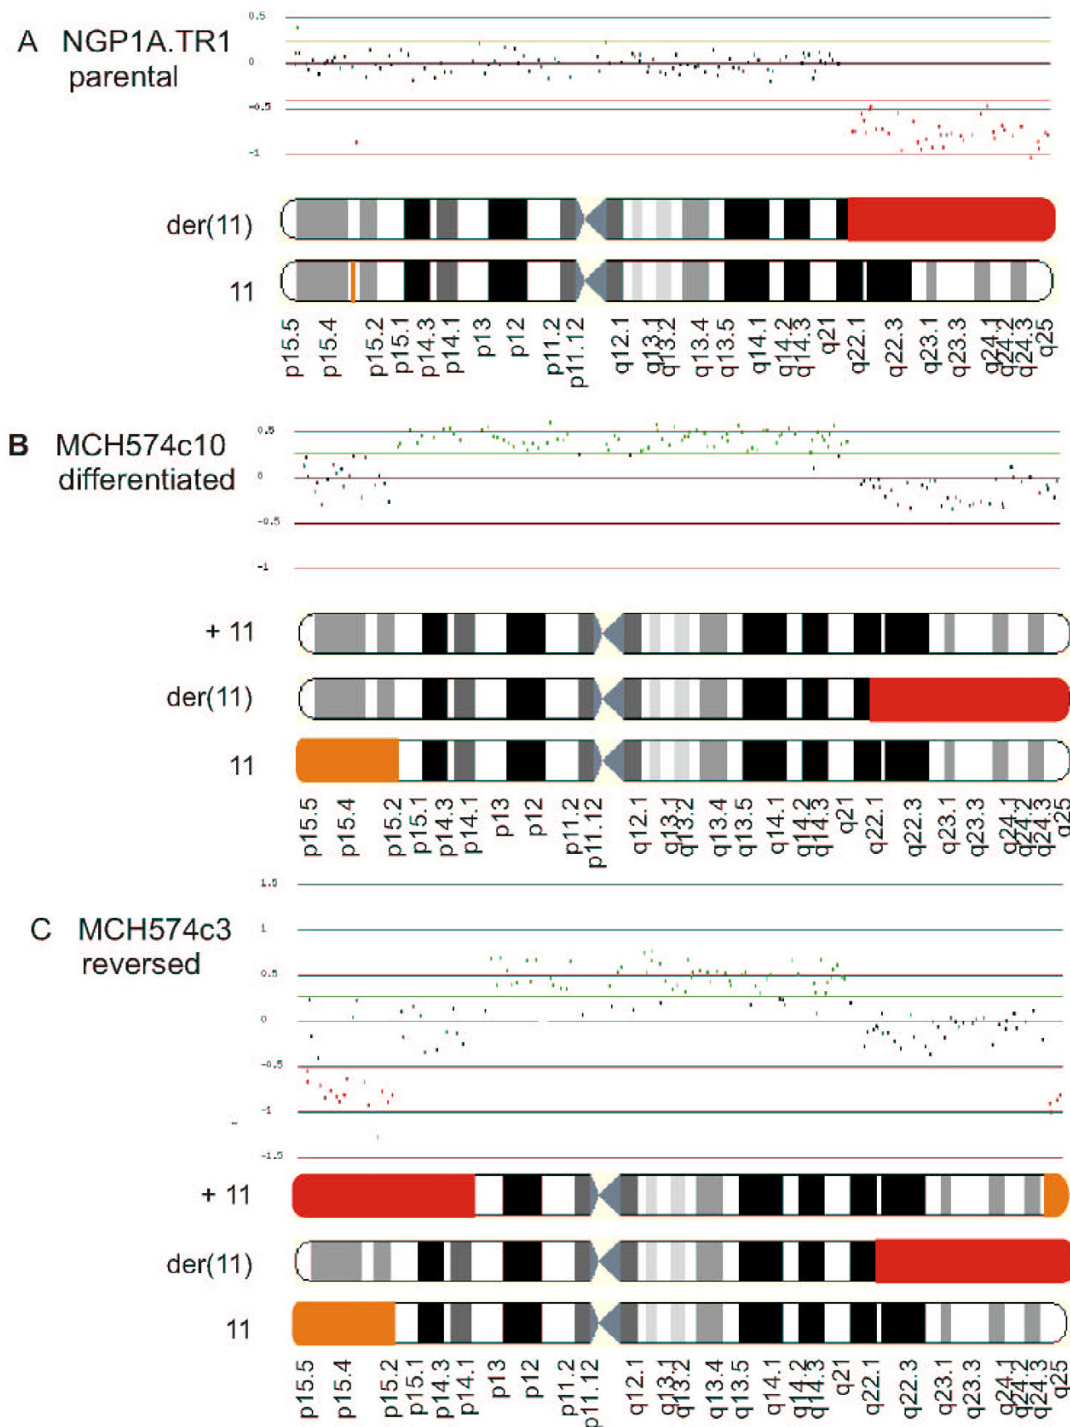 A NGP1A.TR1
parental
0.5
0
-0.5
-1
der(11)
11
p15.5
p15.4
p15.2
p15.1
p14.3
p14.1
p13
p12
p11.2
p11.12
q12.1
q13.1
q13.2
q13.4
q13.5
q14.1
q14.2
q14.3
q21
q22.1
q22.3
q23.1
q23.3
q24.1
q24.2
q24.3
q25
B MCH574c10
differentiated
0.5
0
-0.5
-1
+ 11
der(11)
11
p15.5
p15.4
p15.2
p15.1
p14.3
p14.1
p13
p12
p11.2
p11.12
q12.1
q13.1
q13.2
q13.4
q13.5
q14.1
q14.2
q14.3
q21
q22.1
q22.3
q23.1
q23.3
q24.1
q24.2
q24.3
q25
C MCH574c3
reversed
1.5
1
0.5
0
-0.5
-1
-1.5
+ 11
der(11)
11
p15.5
p15.4
p15.2
p15.1
p14.3
p14.1
p13
p12
p11.2
p11.12
q12.1
q13.1
q13.2
q13.4
q13.5
q14.1
q14.2
q14.3
q21
q22.1
q22.3
q23.1
q23.3
q24.1
q24.2
q24.3
q25